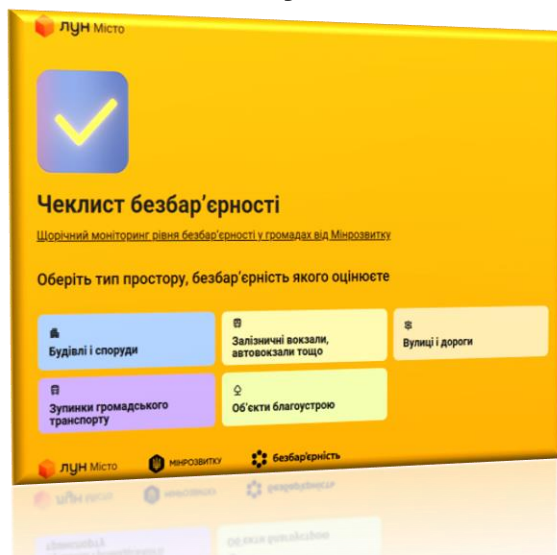 ЛУН Місто
Чеклист безбар'єрності
Щорічний моніторинг рівня безбар'єрності у громадах від Мінрозвитку
Оберіть тип простору, безбар'єрність якого оцінюєте
Будівлі і споруди
Залізничні вокзали,
автовокзали тощо
Вулиці і дороги
Зупинки громадського
транспорту
Об'єкти благоустрою
ЛУН Місто
МІНРОЗВИТКУ
безбар'єрність